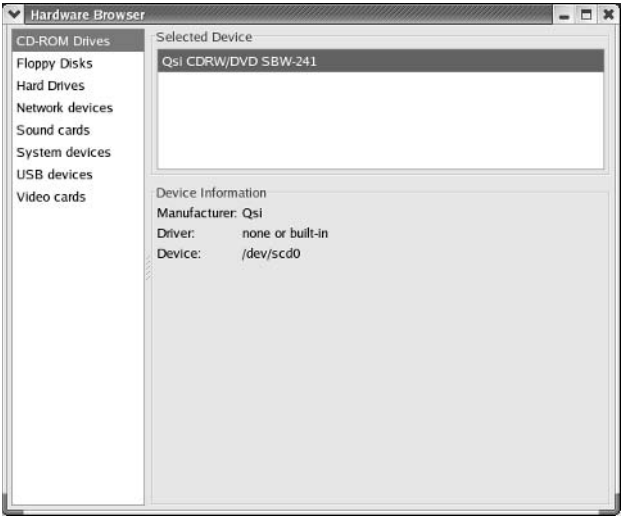 Hardware Browser
CD-ROM Drives
Floppy Disks
Hard Drives
Network devices
Sound cards
System devices
USB devices
Video cards
Selected Device
Qsi CDRW/DVD SBW-241
Device Information
Manufacturer: Qsi
Driver: none or built-in
Device: /dev/scd0